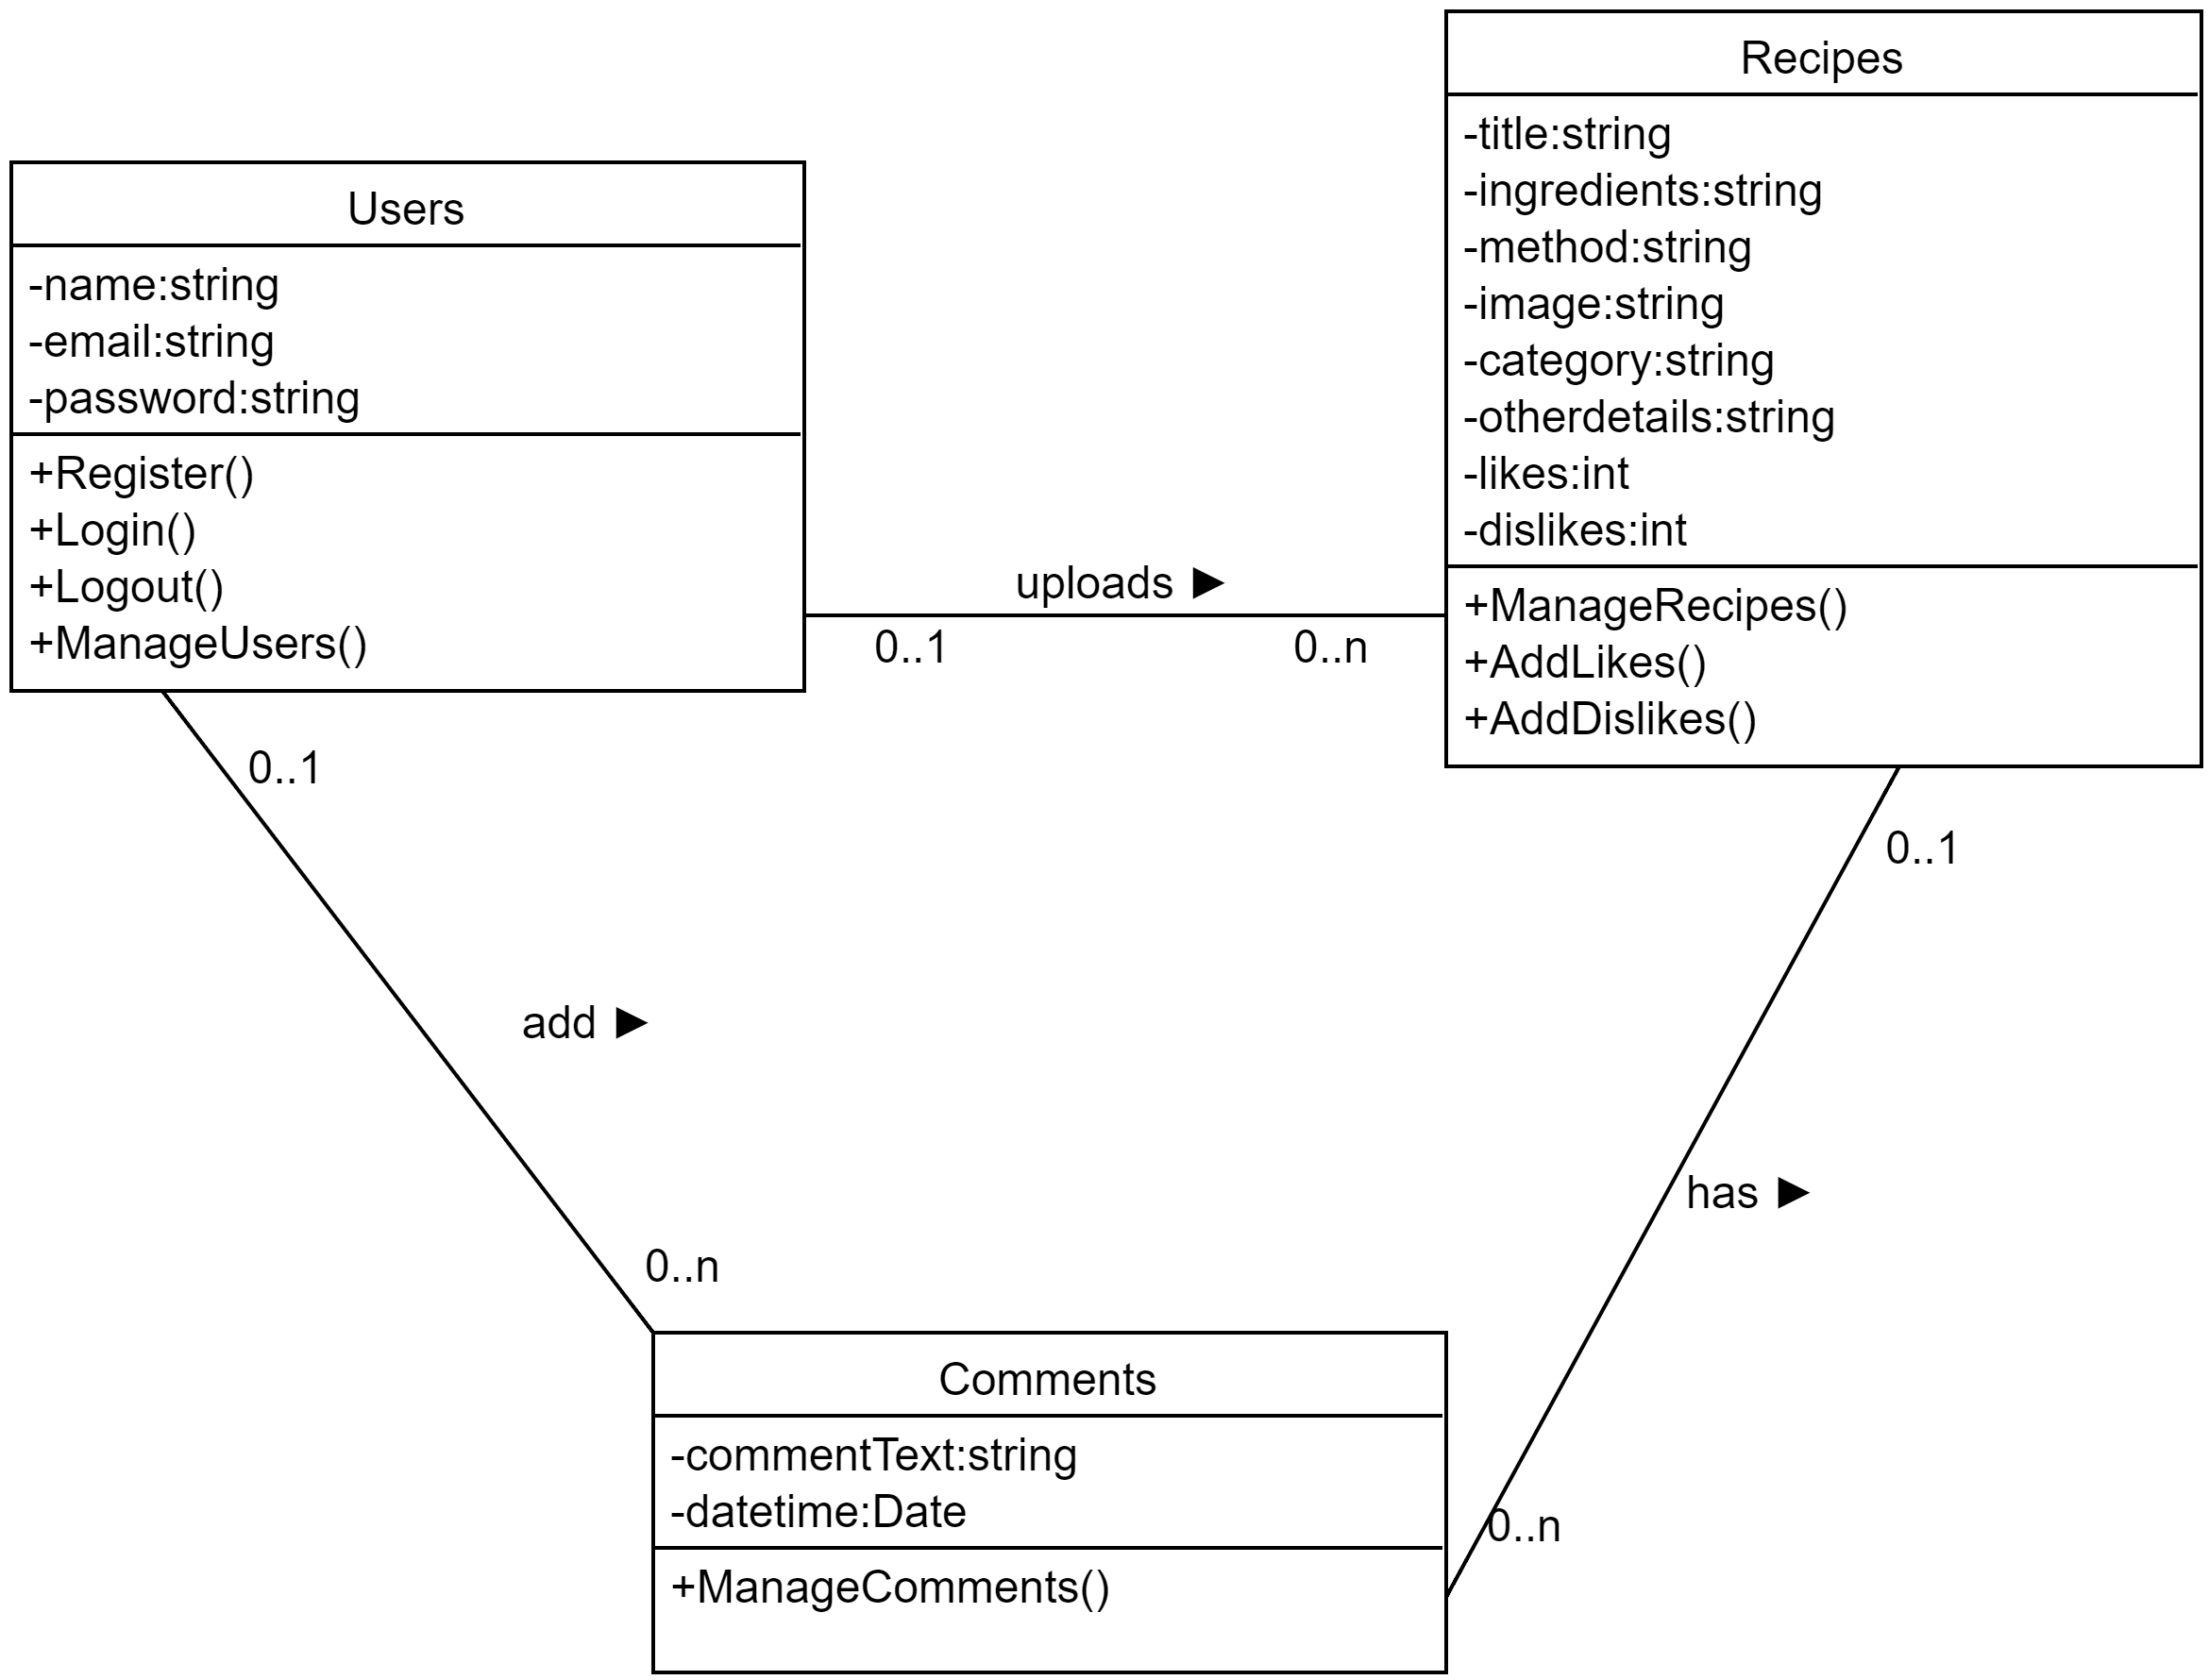 Users
-name:string
-email:string
-password:string
+Register()
+Login()
+Logout()
+ManageUsers()
uploads ►
0..1
0..n
Recipes
-title:string
-ingredients:string
-method:string
-image:string
-category:string
-otherdetails:string
-likes:int
-dislikes:int
+ManageRecipes()
+AddLikes()
+AddDislikes()
0..1
add ►
0..n
0..1
has ►
0..n
Comments
-commentText:string
-datetime:Date
+ManageComments()